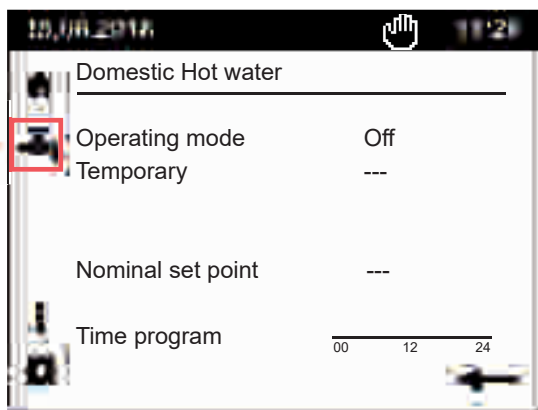 Domestic Hot water
Operating mode Off
Temporary ---
Nominal set point ---
Time program
00 12 24